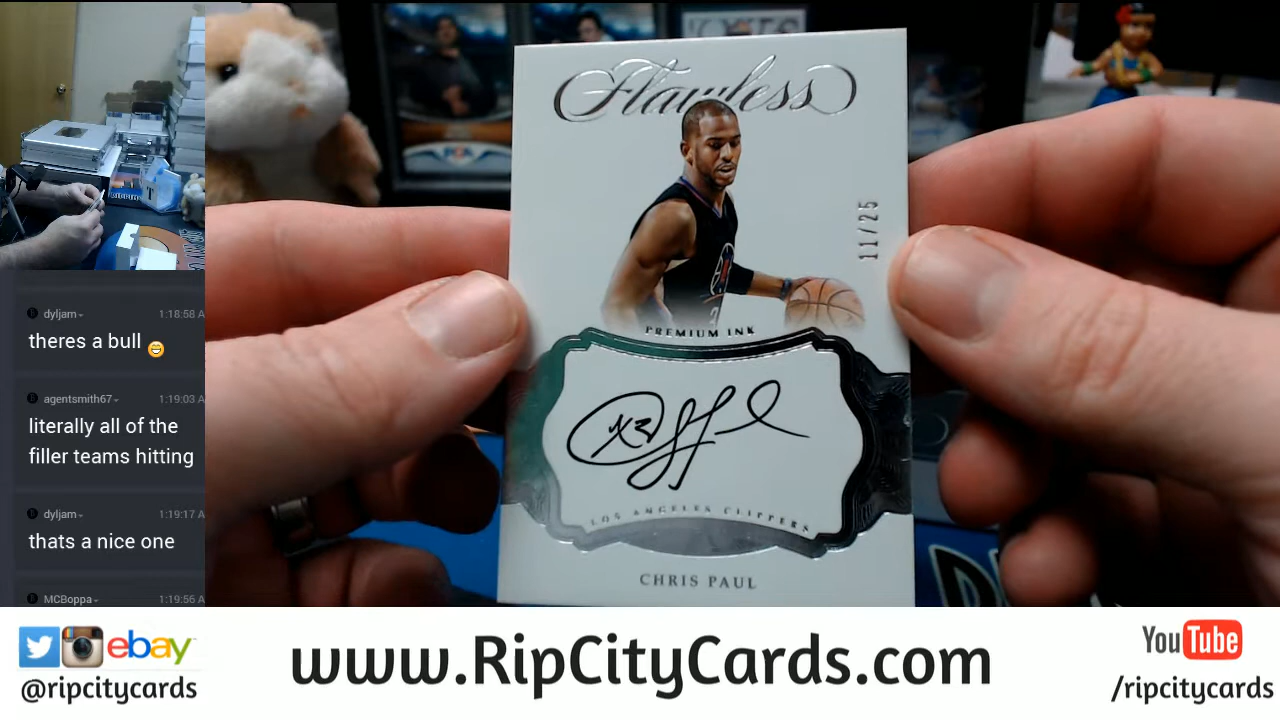 dyljam
1:18:58 A
theres a bull
agentsmith67
1:19:03 A
literally all of the
filler teams hitting
dyljam
1:19:17 A
thats a nice one
MCBoppa
1:19:56 A
Flawless
11/25
PREMIUM INK
LOS ANGELES CLIPPERS
CHRIS PAUL
ebay
@ripcitycards
www.RipCityCards.com
YouTube
/ripcitycards